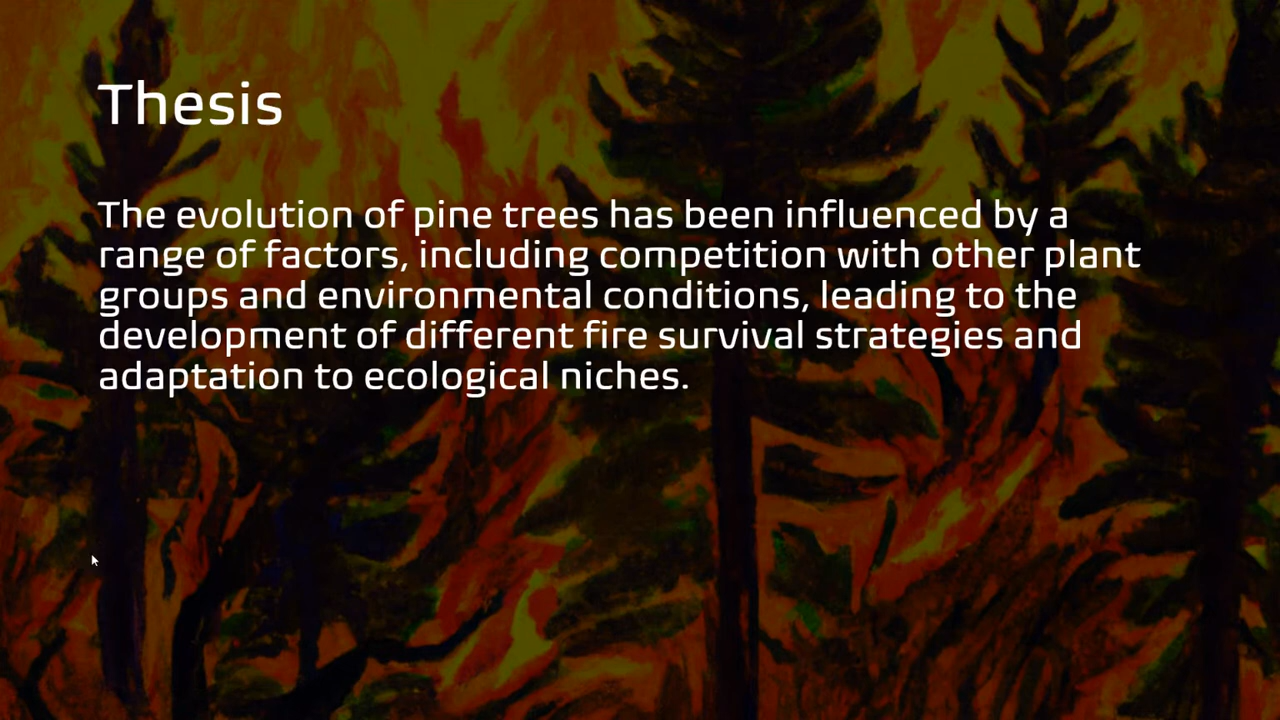 Thesis
The evolution of pine trees has been influenced by a
range of factors, including competition with other plant
groups and environmental conditions, leading to the
development of different fire survival strategies and
adaptation to ecological niches.